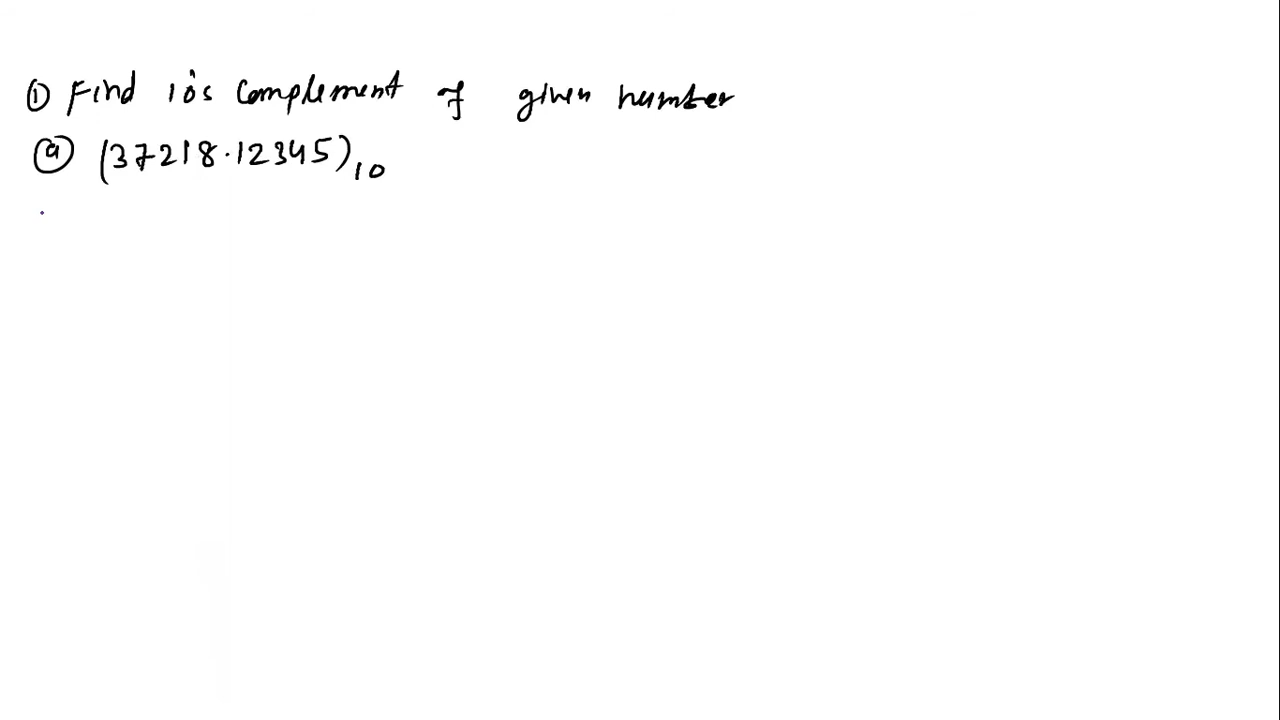 ① Find 10's complement of given number
ⓐ (37218.12345)₁₀